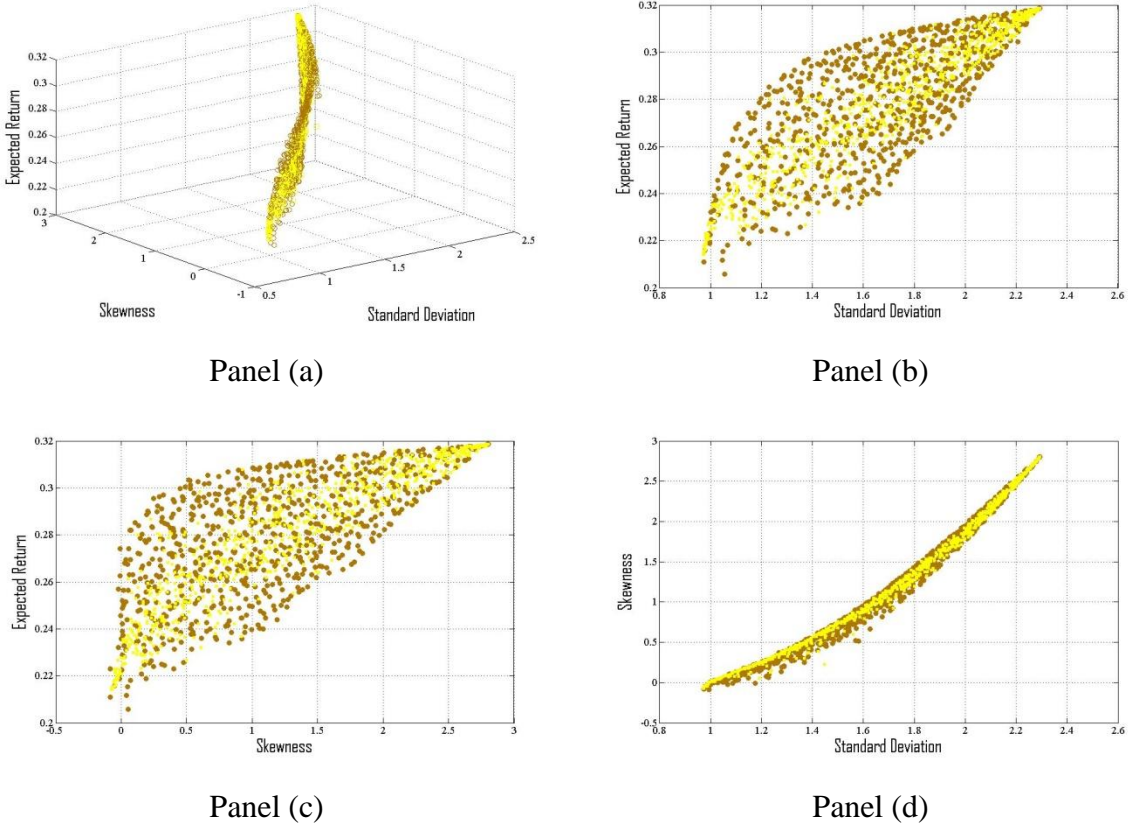 0.32
0.3
0.28
0.26
0.24
0.22
0.2
Expected Return
3
2
1
0
-1
Skewness
0.5
1
1.5
2
2.5
Standard Deviation
Panel (a)
0.32
0.3
0.28
0.26
0.24
0.22
0.2
Expected Return
0.8 1 1.2 1.4 1.6 1.8 2 2.2 2.4 2.6
Standard Deviation
Panel (b)
0.32
0.3
0.28
0.26
0.24
0.22
0.2
Expected Return
-0.5 0 0.5 1 1.5 2 2.5 3
Skewness
Panel (c)
3
2.5
2
1.5
1
0.5
0
-0.5
Skewness
0.8 1 1.2 1.4 1.6 1.8 2 2.2 2.4 2.6
Standard Deviation
Panel (d)